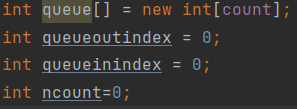 int queue[] = new int[count];
int queueoutindex = 0;
int queueinindex = 0;
int ncount=0;